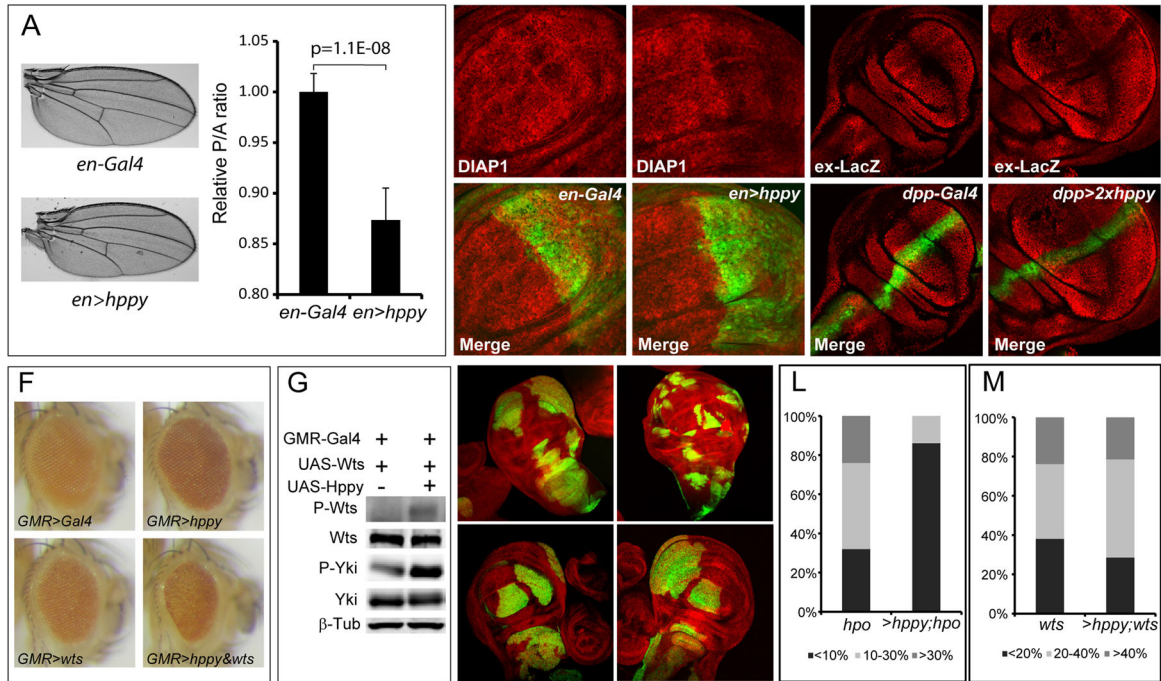 A
en-Gal4
en>hppy
Relative P/A ratio
1.05
1.00
0.95
0.90
0.85
0.80
p=1.1E-08
en-Gal4 en>hppy
DIAP1
DIAP1
ex-LacZ
ex-LacZ
en-Gal4
Merge
en>hppy
Merge
dpp-Gal4
Merge
dpp>2xhppy
Merge
F
GMR>Gal4
GMR>hppy
GMR>wts
GMR>hppy&wts
G
GMR-Gal4 + +
UAS-Wts + +
UAS-Hppy - +
P-Wts
Wts
P-Yki
Yki
β-Tub
L
100%
80%
60%
40%
20%
0%
hpo >hppy;hpo
<10% 10-30% >30%
M
100%
80%
60%
40%
20%
0%
wts >hppy;wts
<20% 20-40% >40%